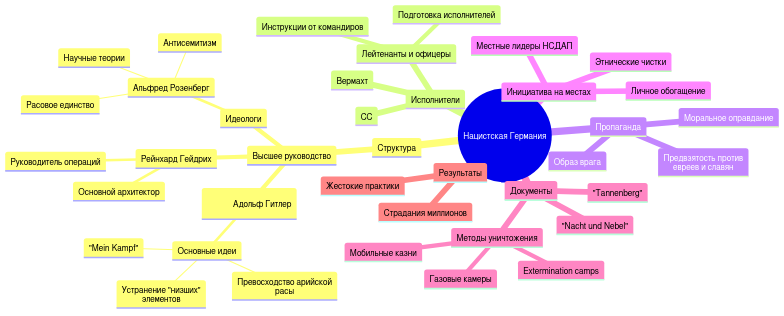 Нацистская Германия
Структура
Высшее руководство
Идеологи
Альфред Розенберг
Антисемитизм
Научные теории
Расовое единство
Рейнхард Гейдрих
Руководитель операций
Основной архитектор
Адольф Гитлер
Основные идеи
"Mein Kampf"
Устранение "низших"
элементов
Превосходство арийской
расы
Исполнители
Лейтенанты и офицеры
Инструкции от командиров
Подготовка исполнителей
Вермахт
СС
Инициатива на местах
Местные лидеры НСДАП
Этнические чистки
Личное обогащение
Пропаганда
Моральное оправдание
Образ врага
Предвзятость против
евреев и славян
Документы
"Tannenberg"
"Nacht und Nebel"
Методы уничтожения
Мобильные казни
Газовые камеры
Extermination camps
Результаты
Жестокие практики
Страдания миллионов